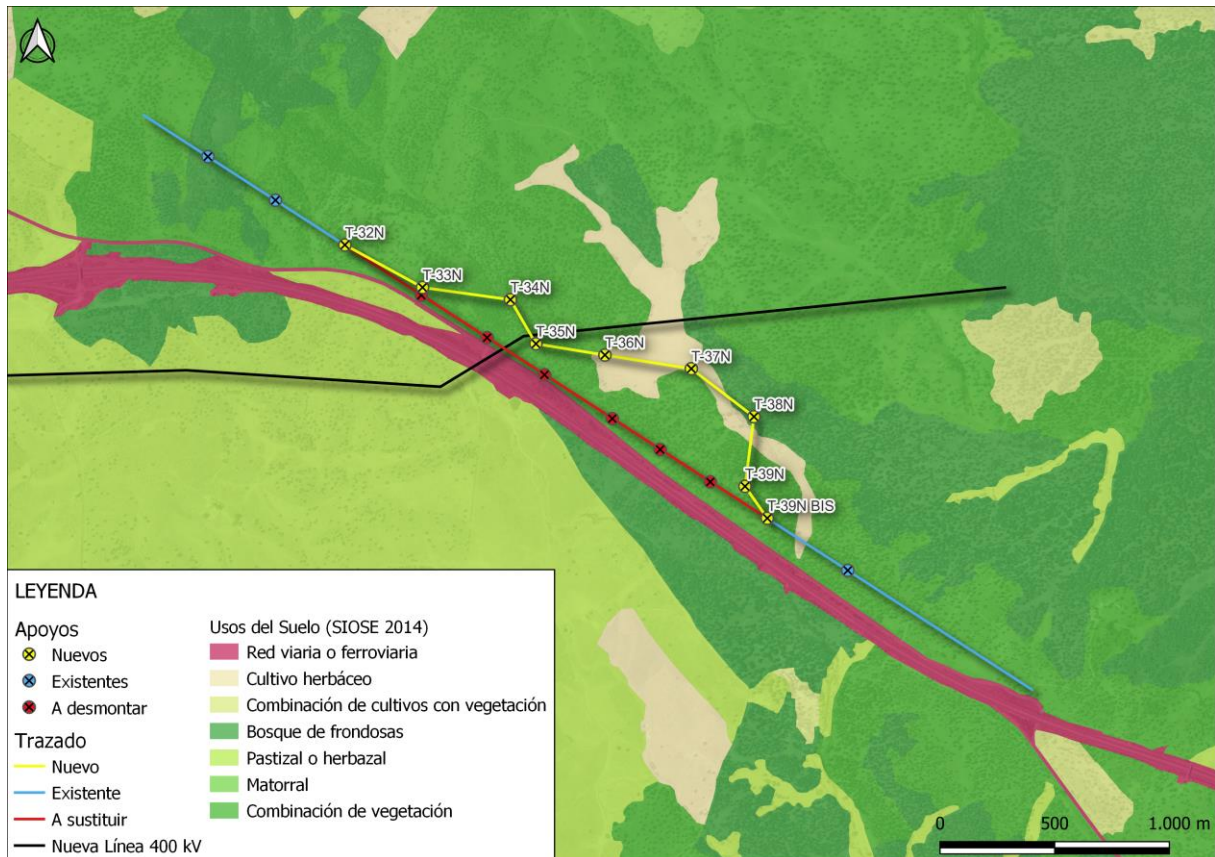 T-32N
T-33N
T-34N
T-35N
T-36N
T-37N
T-38N
T-39N
T-39N BIS
LEYENDA
Apoyos
Nuevos
Existentes
A desmontar
Trazado
Nuevo
Existente
A sustituir
Nueva Línea 400 kV
Usos del Suelo (SIOSE 2014)
Red viaria o ferroviaria
Cultivo herbáceo
Combinación de cultivos con vegetación
Bosque de frondosas
Pastizal o herbazal
Matorral
Combinación de vegetación
0 500 1.000 m